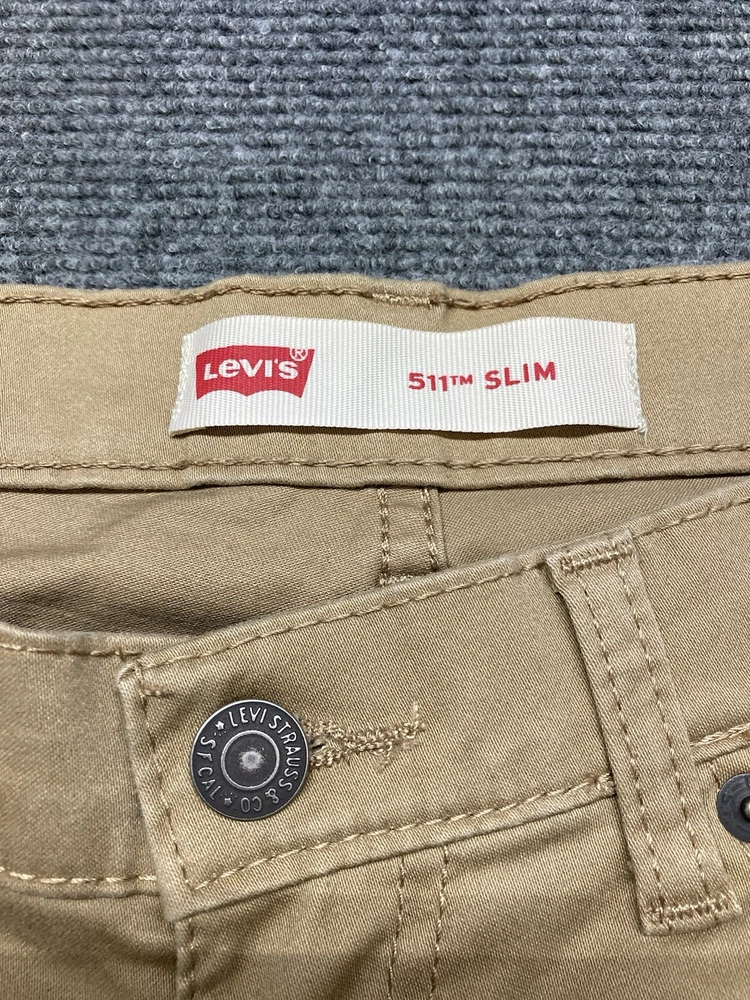 LEVI'S®
511™ SLIM
★ LEVI STRAUSS & CO ★ S F CAL